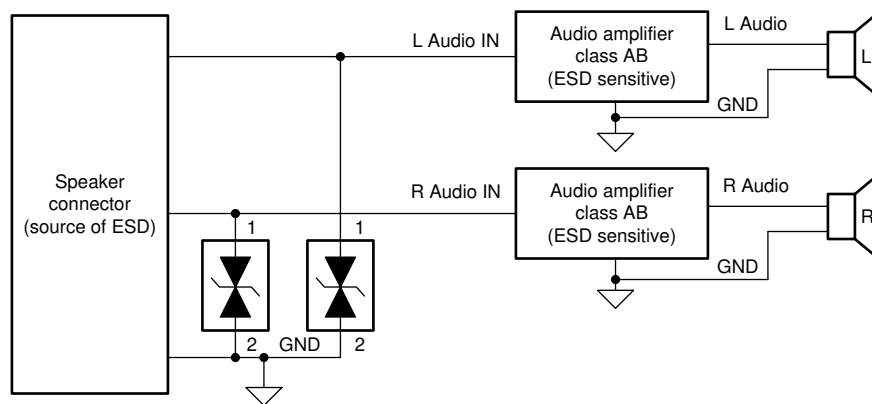 L Audio IN
Audio amplifier
class AB
(ESD sensitive)
L Audio
GND
L
Speaker
connector
(source of ESD)
R Audio IN
Audio amplifier
class AB
(ESD sensitive)
R Audio
GND
R
1
1
2
GND
2